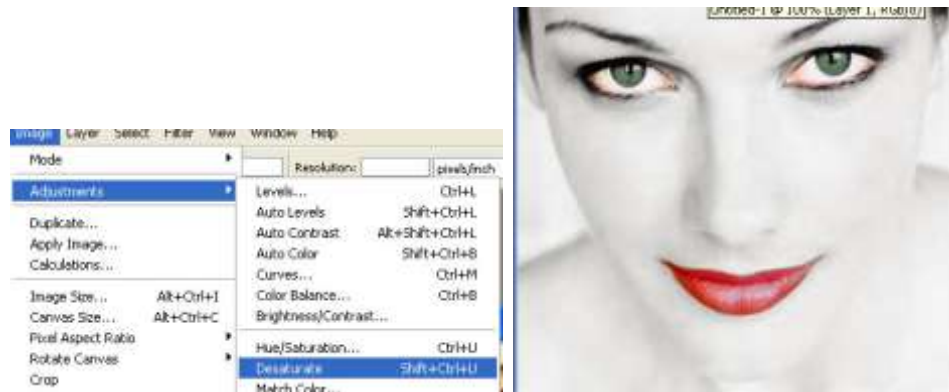 Untitled-1 @ 100% (Layer 1, RGB/8)
Image Layer Select Filter View Window Help
Resolution: pixels/inch
Mode
Adjustments
Duplicate...
Apply Image...
Calculations...
Image Size... Alt+Ctrl+I
Canvas Size... Alt+Ctrl+C
Pixel Aspect Ratio
Rotate Canvas
Crop
Levels... Ctrl+L
Auto Levels Shift+Ctrl+L
Auto Contrast Alt+Shift+Ctrl+L
Auto Color Shift+Ctrl+B
Curves... Ctrl+M
Color Balance... Ctrl+B
Brightness/Contrast...
Hue/Saturation... Ctrl+U
Desaturate Shift+Ctrl+U
Match Color...